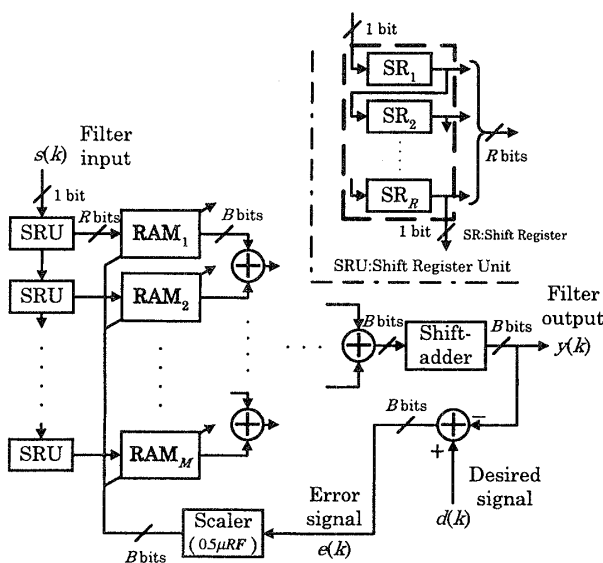 1 bit
SR1
SR2
SRR
R bits
1 bit
SR:Shift Register
SRU:Shift Register Unit
Filter
input
s(k)
1 bit
SRU
R bits
RAM1
B bits
SRU
RAM2
SRU
RAMM
B bits
Shift-
adder
B bits
Filter
output
y(k)
B bits
−
+
Desired
signal
d(k)
Error
signal
e(k)
Scaler
(0.5μRF)
B bits